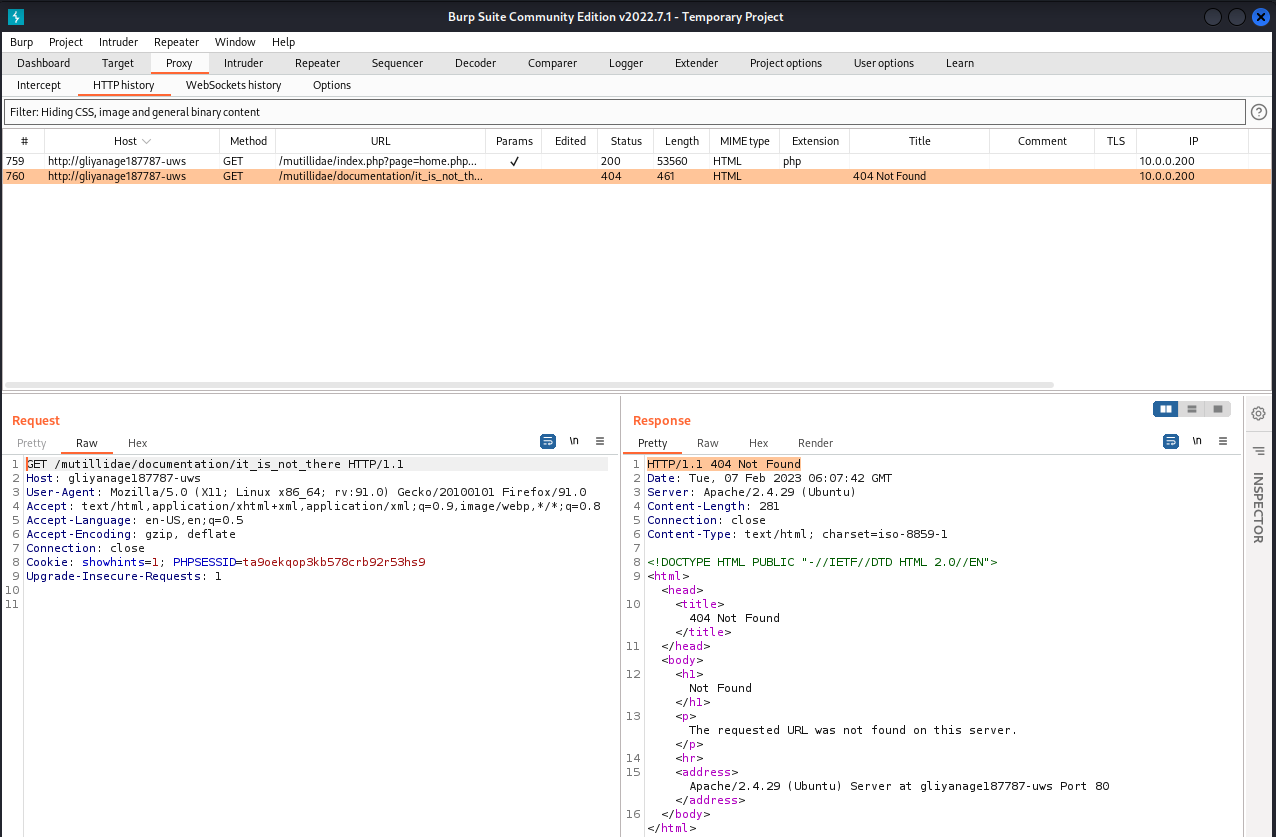 Burp Suite Community Edition v2022.7.1 - Temporary Project
Burp Project Intruder Repeater Window Help
Dashboard Target Proxy Intruder Repeater Sequencer Decoder Comparer Logger Extender Project options User options Learn
Intercept HTTP history WebSockets history Options
Filter: Hiding CSS, image and general binary content
# Host Method URL Params Edited Status Length MIME type Extension Title Comment TLS IP
759 http://gliyanage187787-uws GET /mutillidae/index.php?page=home.php... ✓ 200 53560 HTML php 10.0.0.200
760 http://gliyanage187787-uws GET /mutillidae/documentation/it_is_not_th... 404 461 HTML 404 Not Found 10.0.0.200
Request
Pretty Raw Hex \n
1 GET /mutillidae/documentation/it_is_not_there HTTP/1.1
2 Host: gliyanage187787-uws
3 User-Agent: Mozilla/5.0 (X11; Linux x86_64; rv:91.0) Gecko/20100101 Firefox/91.0
4 Accept: text/html,application/xhtml+xml,application/xml;q=0.9,image/webp,*/*;q=0.8
5 Accept-Language: en-US,en;q=0.5
6 Accept-Encoding: gzip, deflate
7 Connection: close
8 Cookie: showhints=1; PHPSESSID=ta9oekqop3kb578crb92r53hs9
9 Upgrade-Insecure-Requests: 1
10
11
Response
Pretty Raw Hex Render \n
1 HTTP/1.1 404 Not Found
2 Date: Tue, 07 Feb 2023 06:07:42 GMT
3 Server: Apache/2.4.29 (Ubuntu)
4 Content-Length: 281
5 Connection: close
6 Content-Type: text/html; charset=iso-8859-1
7
8 <!DOCTYPE HTML PUBLIC "-//IETF//DTD HTML 2.0//EN">
9 <html>
<head>
10 <title>
404 Not Found
</title>
11 </head>
<body>
12 <h1>
Not Found
</h1>
13 <p>
The requested URL was not found on this server.
</p>
14 <hr>
15 <address>
Apache/2.4.29 (Ubuntu) Server at gliyanage187787-uws Port 80
</address>
16 </body>
</html>
INSPECTOR